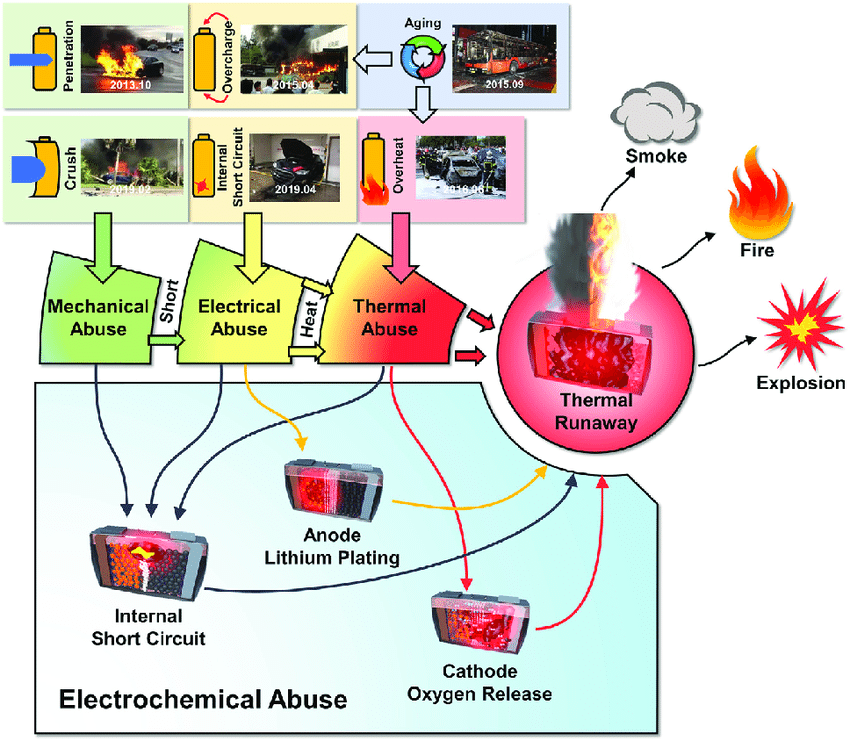 Penetration
2013.10
Overcharge
2015.04
Aging
2015.09
Crush
Internal
Short Circuit
2019.04
Overheat
Smoke
Fire
Explosion
Mechanical
Abuse
Short
Electrical
Abuse
Heat
Thermal
Abuse
Thermal
Runaway
Anode
Lithium Plating
Internal
Short Circuit
Cathode
Oxygen Release
Electrochemical Abuse